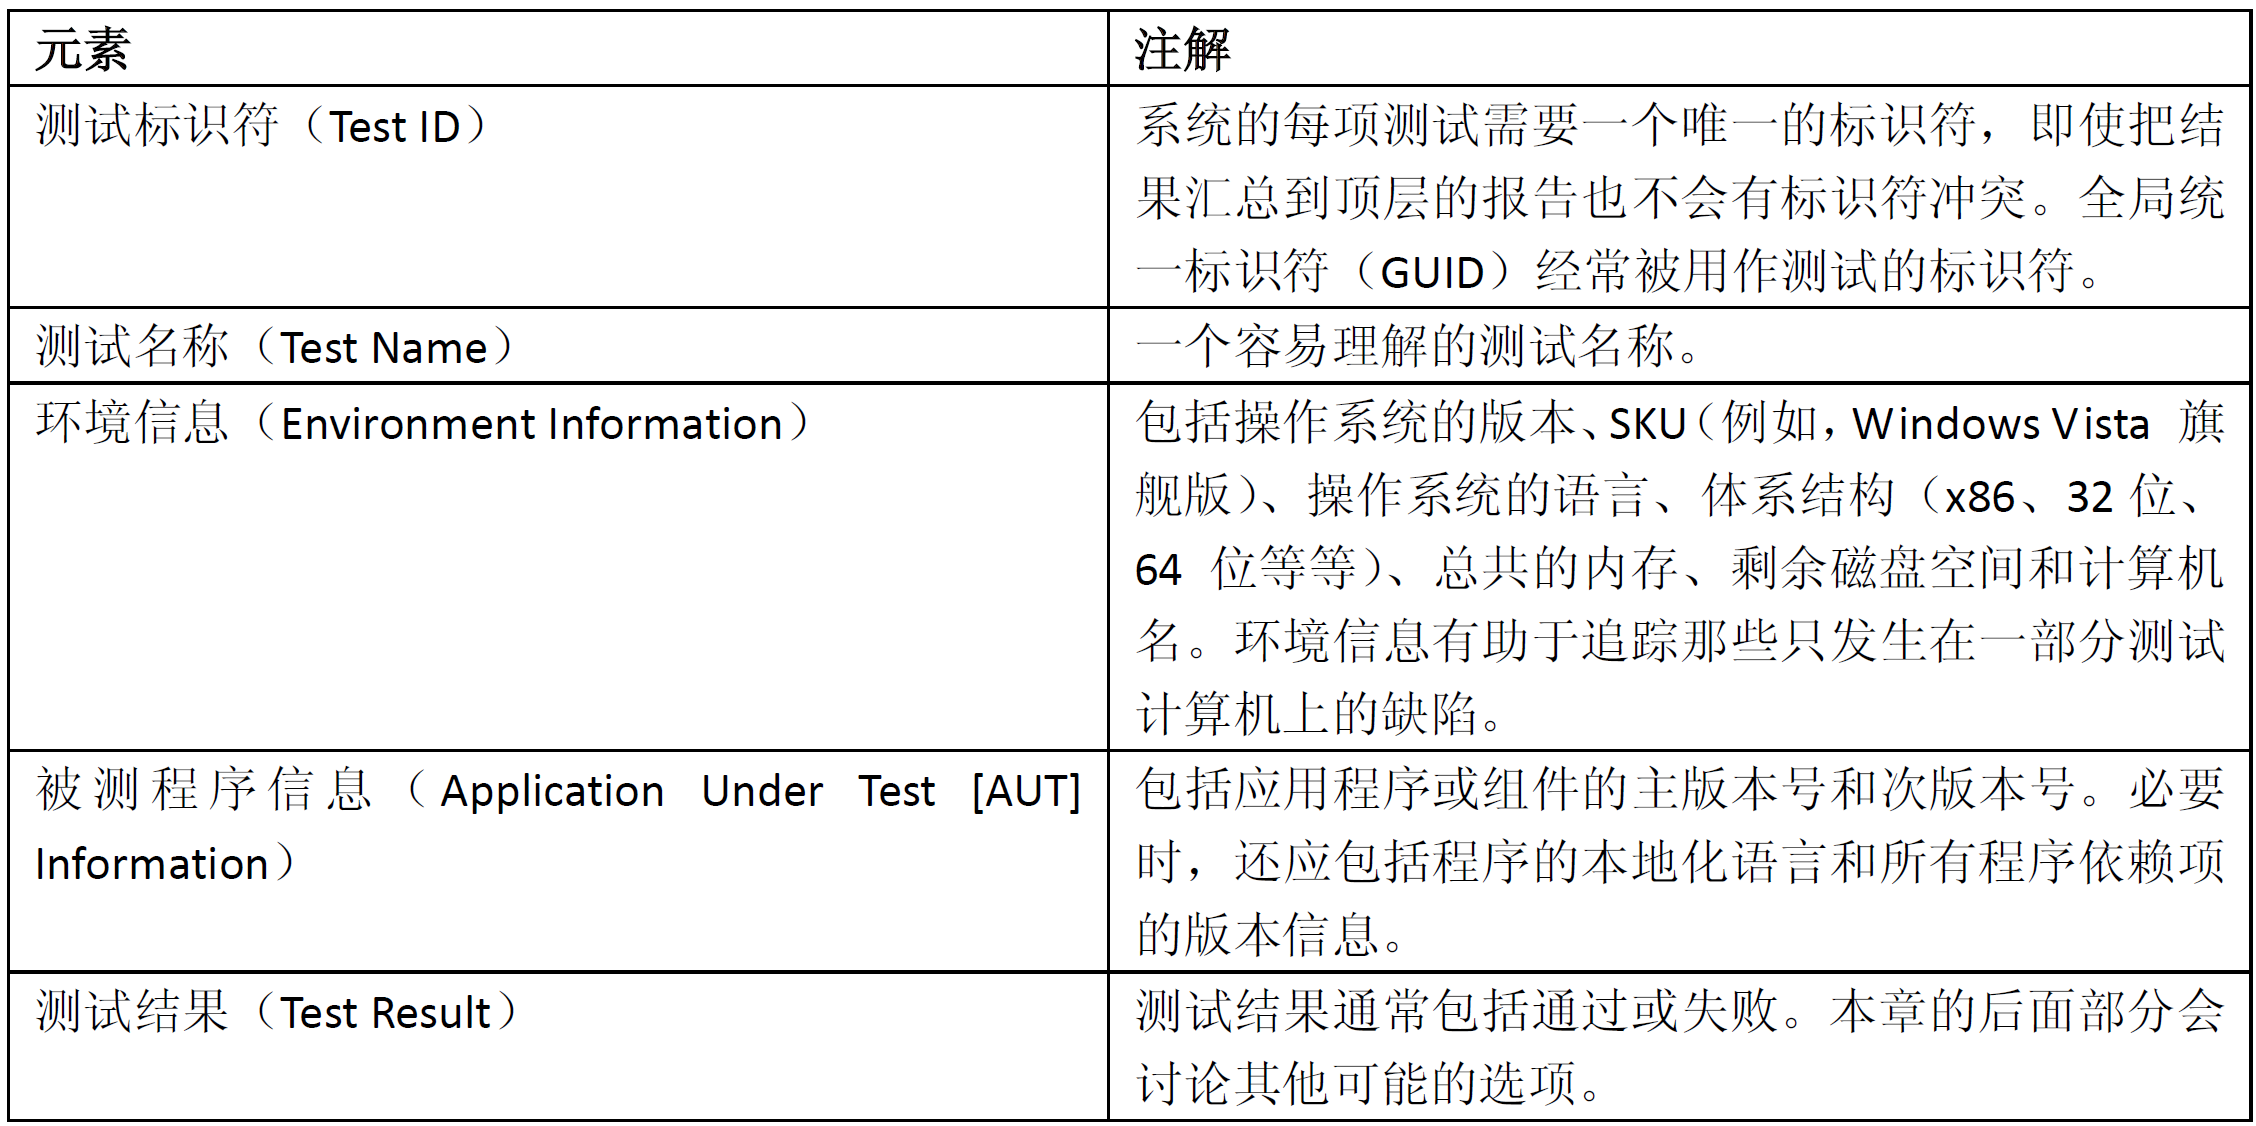 元素
注解
测试标识符（Test ID）
系统的每项测试需要一个唯一的标识符，即使把结
果汇总到顶层的报告也不会有标识符冲突。全局统
一标识符（GUID）经常被用作测试的标识符。
测试名称（Test Name）
一个容易理解的测试名称。
环境信息（Environment Information）
包括操作系统的版本、SKU（例如，Windows Vista 旗
舰版）、操作系统的语言、体系结构（x86、32 位、
64 位等等）、总共的内存、剩余磁盘空间和计算机
名。环境信息有助于追踪那些只发生在一部分测试
计算机上的缺陷。
被测程序信息（Application Under Test [AUT]
Information）
包括应用程序或组件的主版本号和次版本号。必要
时，还应包括程序的本地化语言和所有程序依赖项
的版本信息。
测试结果（Test Result）
测试结果通常包括通过或失败。本章的后面部分会
讨论其他可能的选项。